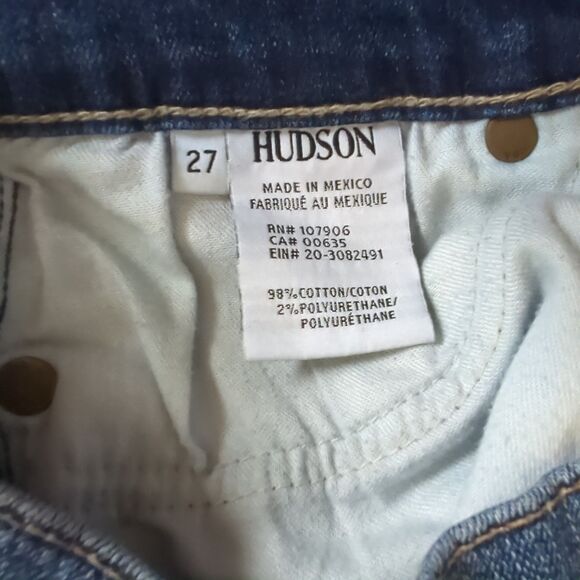 27
HUDSON
MADE IN MEXICO
FABRIQUÉ AU MEXIQUE
RN# 107906
CA# 00635
EIN# 20-3082491
98% COTTON/COTON
2% POLYURETHANE/
POLYURÉTHANE